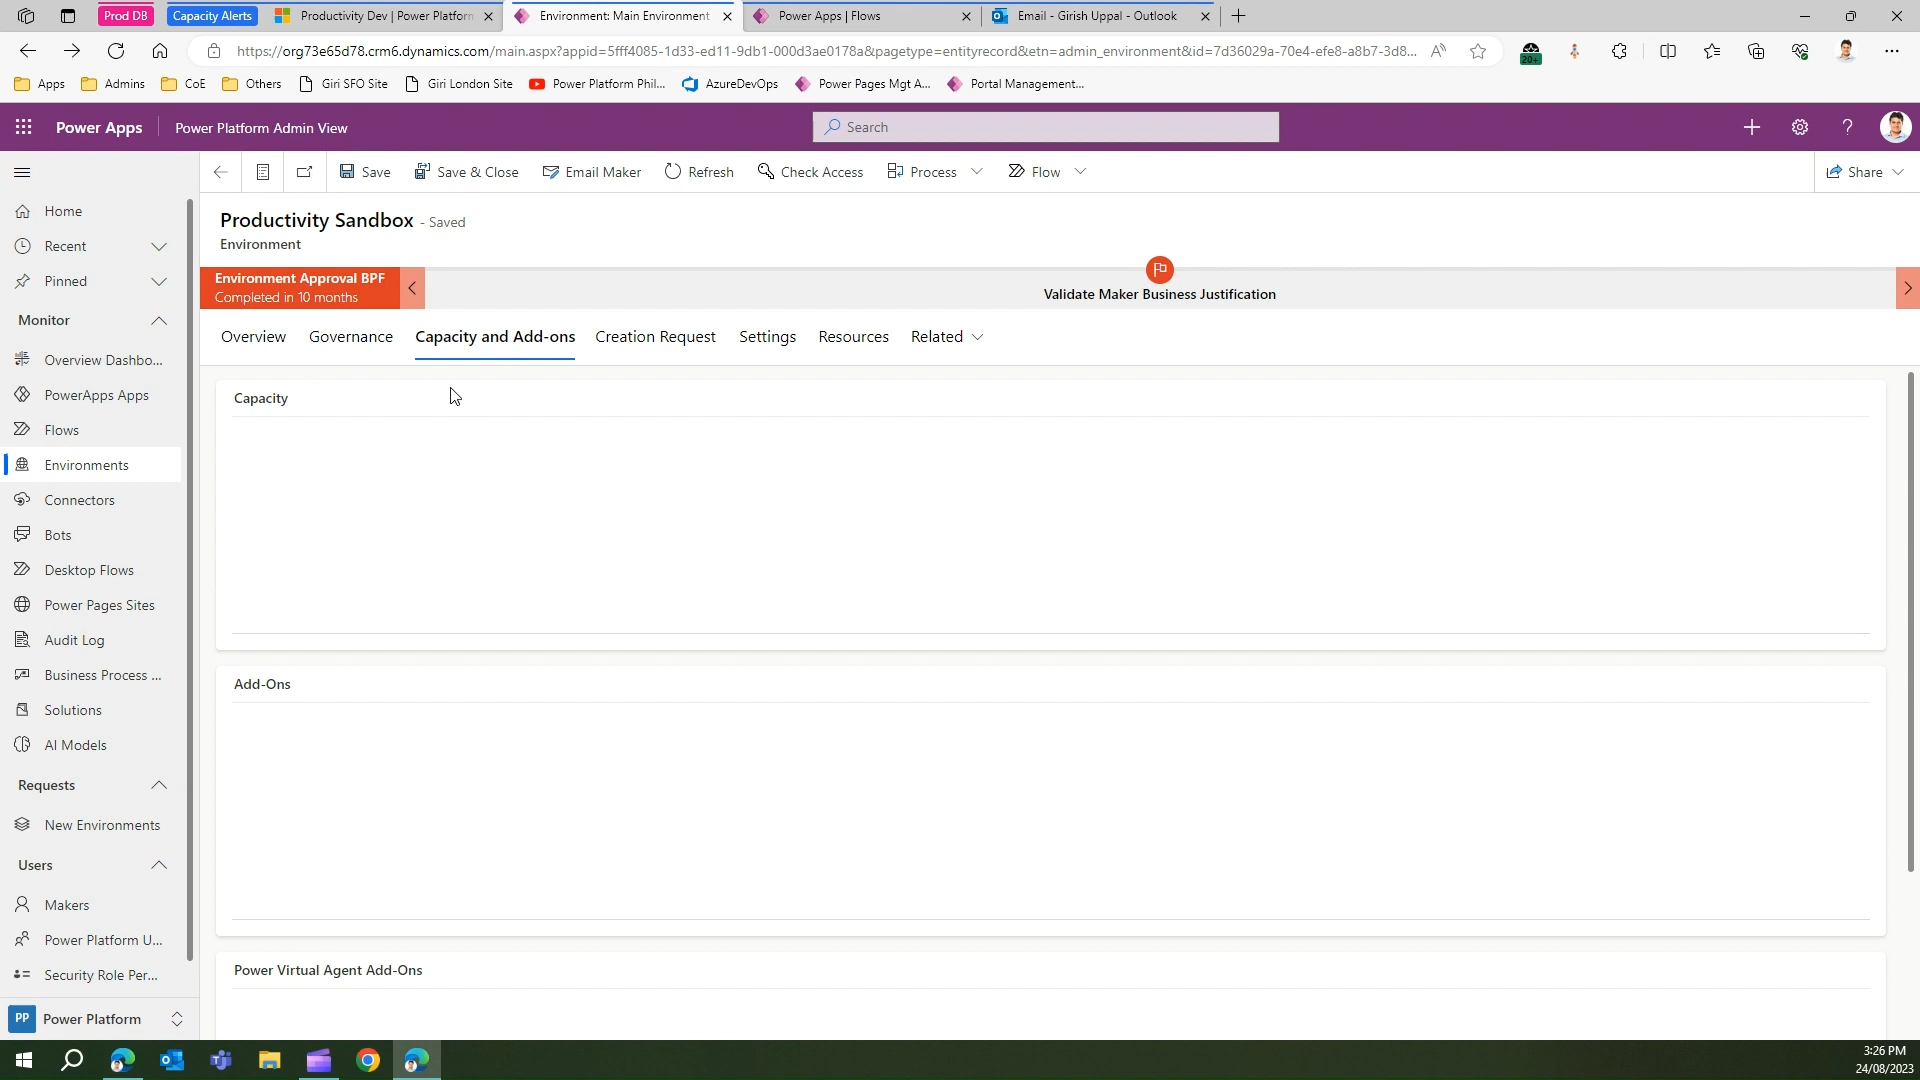 Prod DB
Capacity Alerts
Productivity Dev | Power Platform
Environment: Main Environment
Power Apps | Flows
Email - Girish Uppal - Outlook
https://org73e65d78.crm6.dynamics.com/main.aspx?appid=5fff4085-1d33-ed11-9db1-000d3ae0178a&pagetype=entityrecord&etn=admin_environment&id=7d36029a-70e4-efe8-a8b7-3d8...
20+
Apps
Admins
CoE
Others
Giri SFO Site
Giri London Site
Power Platform Phil...
AzureDevOps
Power Pages Mgt A...
Portal Management...
Power Apps
Power Platform Admin View
Search
Save
Save & Close
Email Maker
Refresh
Check Access
Process
Flow
Share
Home
Recent
Pinned
Monitor
Overview Dashbo...
PowerApps Apps
Flows
Environments
Connectors
Bots
Desktop Flows
Power Pages Sites
Audit Log
Business Process ...
Solutions
AI Models
Requests
New Environments
Users
Makers
Power Platform U...
Security Role Per...
PP
Power Platform
Productivity Sandbox - Saved
Environment
Environment Approval BPF
Completed in 10 months
Validate Maker Business Justification
Overview
Governance
Capacity and Add-ons
Creation Request
Settings
Resources
Related
Capacity
Add-Ons
Power Virtual Agent Add-Ons
3:26 PM
24/08/2023